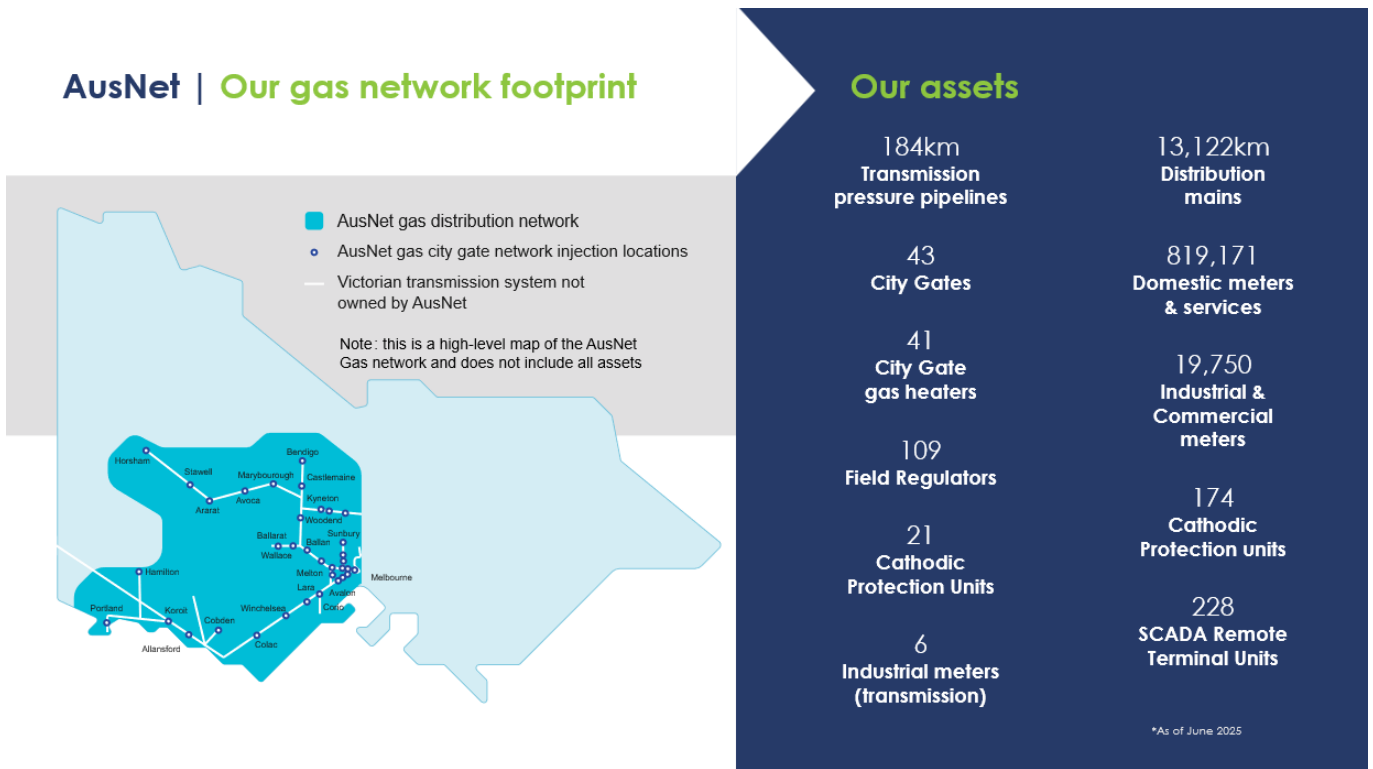 AusNet | Our gas network footprint
AusNet gas distribution network
AusNet gas city gate network injection locations
Victorian transmission system not
owned by AusNet
Note: this is a high-level map of the AusNet
Gas network and does not include all assets
Horsham
Stawell
Ararat
Avoca
Marybourough
Bendigo
Castlemaine
Kyneton
Woodend
Ballarat
Wallace
Ballan
Sunbury
Melton
Melbourne
Lara
Avalon
Corio
Hamilton
Portland
Koroit
Allansford
Cobden
Winchelsea
Colac
Our assets
184km
Transmission
pressure pipelines
43
City Gates
41
City Gate
gas heaters
109
Field Regulators
21
Cathodic
Protection Units
6
Industrial meters
(transmission)
13,122km
Distribution
mains
819,171
Domestic meters
& services
19,750
Industrial &
Commercial
meters
174
Cathodic
Protection units
228
SCADA Remote
Terminal Units
*As of June 2025